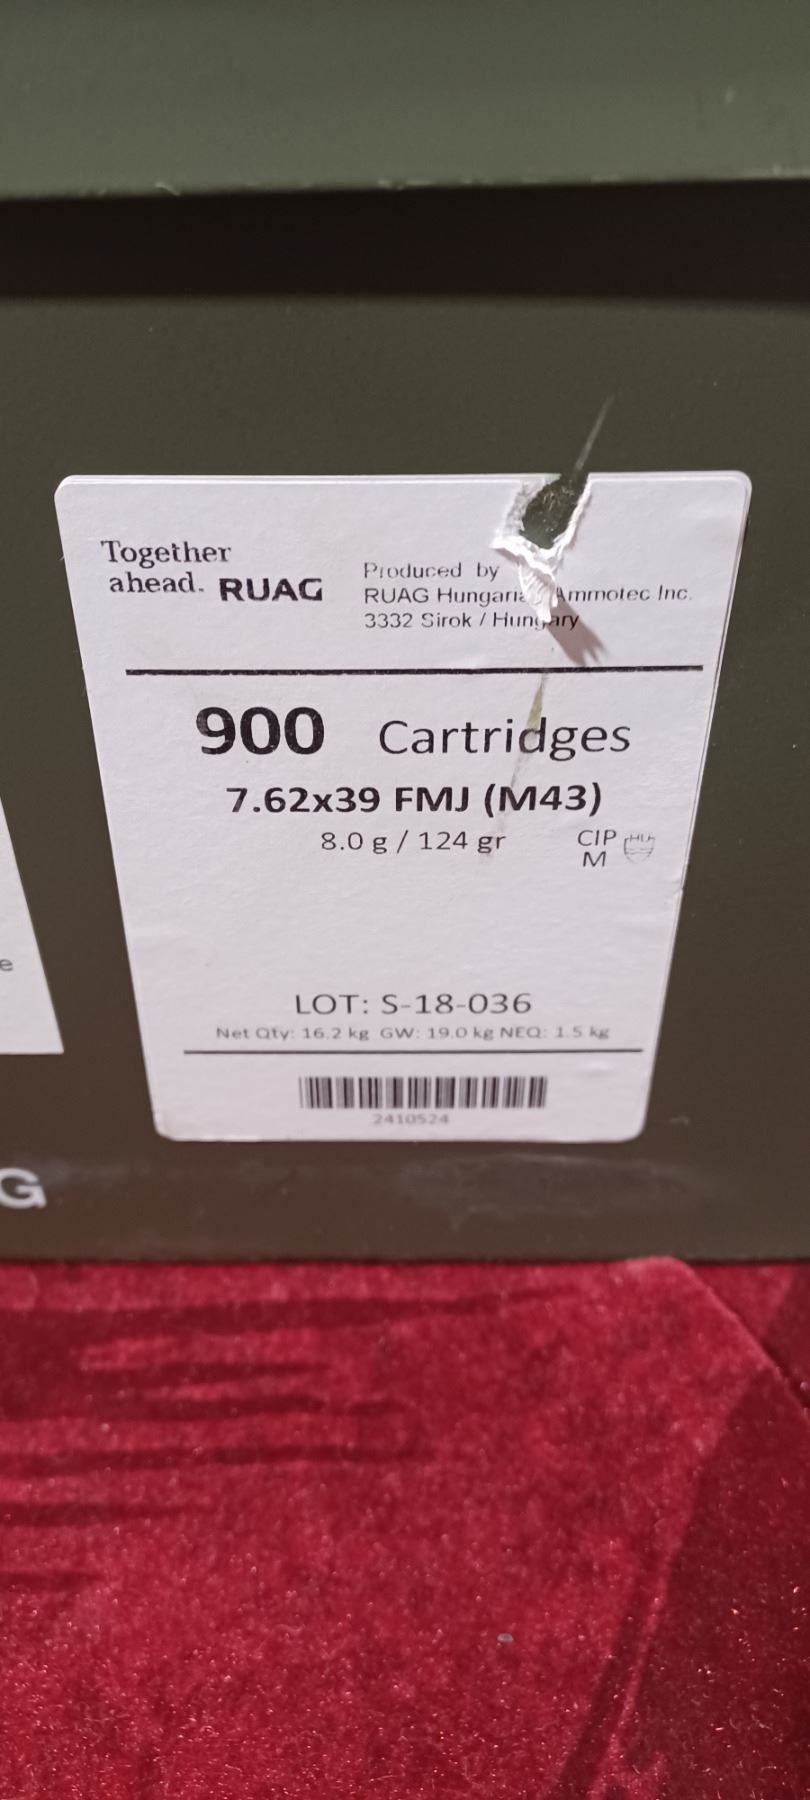 Together
ahead. RUAG
Produced by
RUAG Hungarian Ammotec Inc.
3332 Sirok / Hungary
900 Cartridges
7.62x39 FMJ (M43)
8.0 g / 124 gr
CIP HU
M
LOT: S-18-036
Net Qty: 16.2 kg GW: 19.0 kg NEQ: 1.5 kg
2410524
e
G